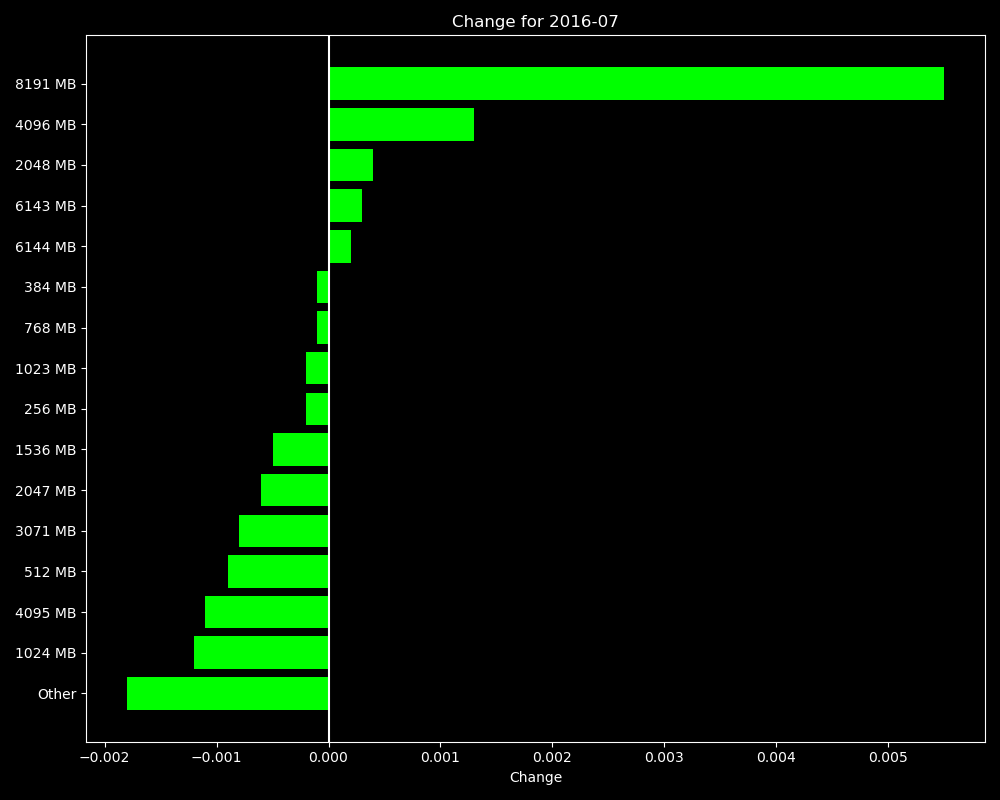 Change for 2016-07
8191 MB
4096 MB
2048 MB
6143 MB
6144 MB
384 MB
768 MB
1023 MB
256 MB
1536 MB
2047 MB
3071 MB
512 MB
4095 MB
1024 MB
Other
−0.002 −0.001 0.000 0.001 0.002 0.003 0.004 0.005
Change